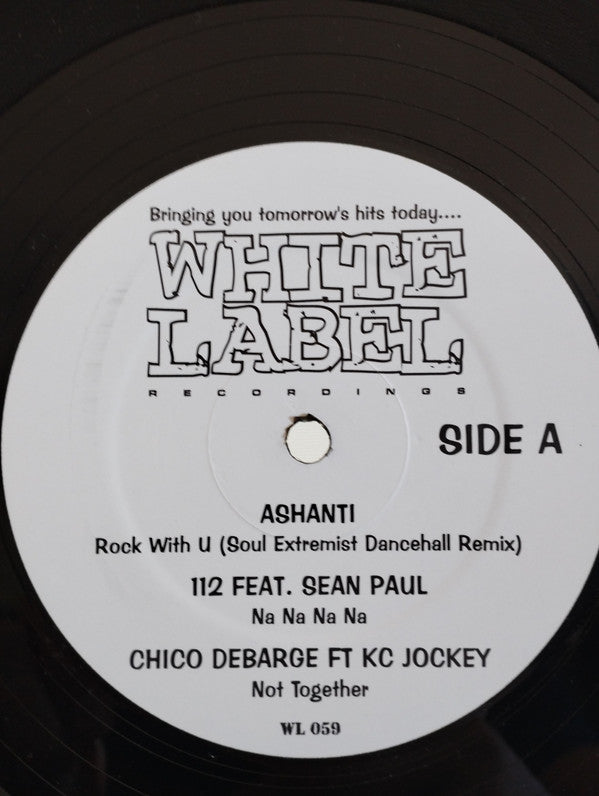 Bringing you tomorrow's hits today....
WHITE
LABEL
RECORDINGS
SIDE A
ASHANTI
Rock With U (Soul Extremist Dancehall Remix)
112 FEAT. SEAN PAUL
Na Na Na Na
CHICO DEBARGE FT KC JOCKEY
Not Together
WL 059